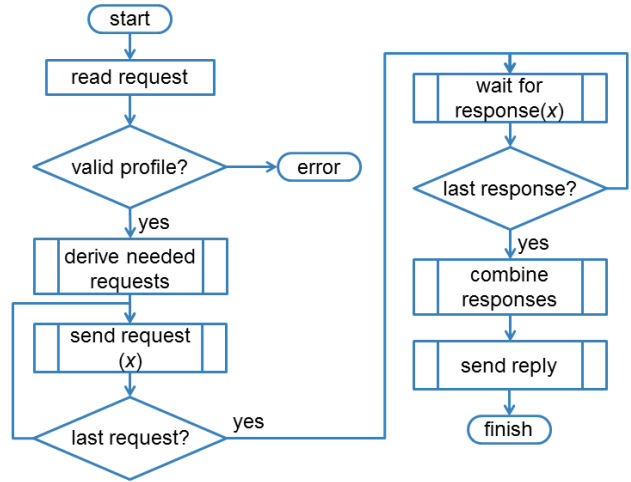 start
read request
valid profile?
error
yes
derive needed
requests
send request
(x)
last request?
yes
wait for
response(x)
last response?
yes
combine
responses
send reply
finish